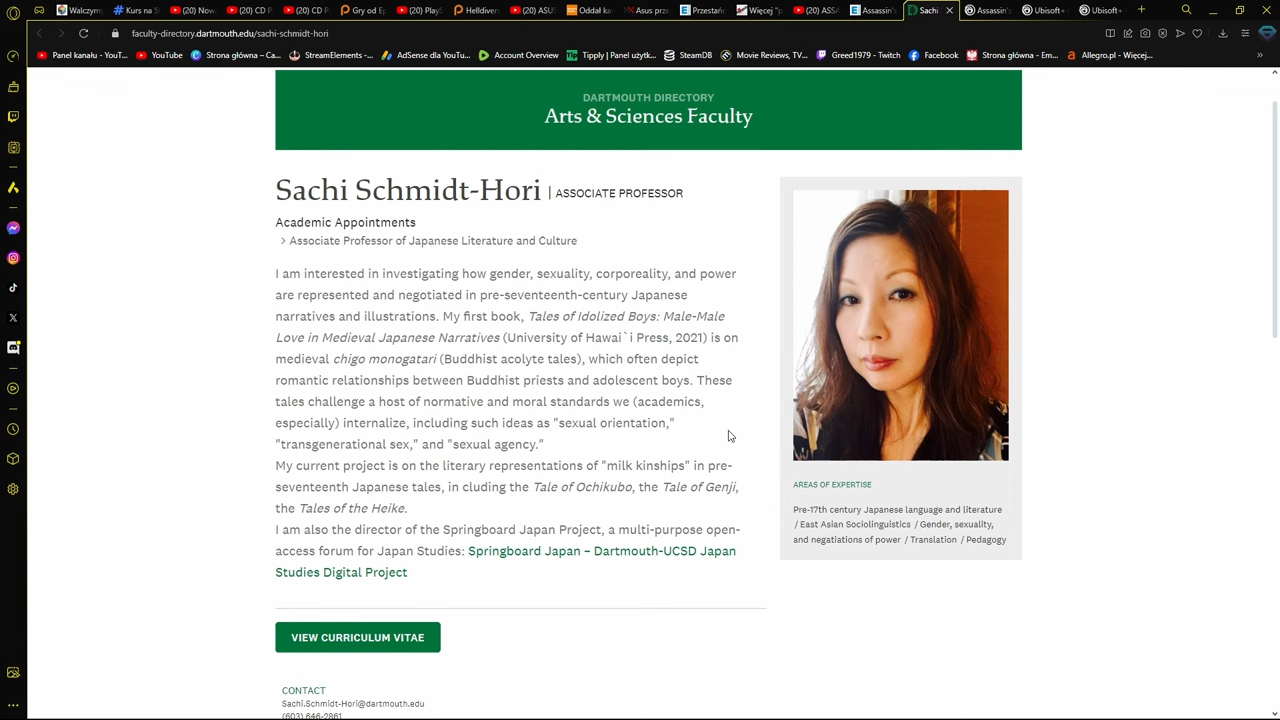 Walczym
Kurs na S
(20) Now
(20) CD P
(20) CD P
Gry od Ep
(20) PlayS
Helldivers
(20) ASUS
Oddał kan
Asus prze
Przestańc
Więcej "p
(20) ASSA
Assassin's
Sachi
Assassin's
Ubisoft+
Ubisoft+
faculty-directory.dartmouth.edu/sachi-schmidt-hori
Panel kanału - YouT...
YouTube
Strona główna – Ca...
StreamElements -...
AdSense dla YouTu...
Account Overview
Tipply | Panel użytk...
SteamDB
Movie Reviews, TV...
Greed1979 - Twitch
Facebook
Strona główna - Em...
Allegro.pl - Więcej...
DARTMOUTH DIRECTORY
Arts & Sciences Faculty
Sachi Schmidt-Hori | ASSOCIATE PROFESSOR
Academic Appointments
> Associate Professor of Japanese Literature and Culture
I am interested in investigating how gender, sexuality, corporeality, and power
are represented and negotiated in pre-seventeenth-century Japanese
narratives and illustrations. My first book, Tales of Idolized Boys: Male-Male
Love in Medieval Japanese Narratives (University of Hawai`i Press, 2021) is on
medieval chigo monogatari (Buddhist acolyte tales), which often depict
romantic relationships between Buddhist priests and adolescent boys. These
tales challenge a host of normative and moral standards we (academics,
especially) internalize, including such ideas as "sexual orientation,"
"transgenerational sex," and "sexual agency."
My current project is on the literary representations of "milk kinships" in pre-
seventeenth Japanese tales, in cluding the Tale of Ochikubo, the Tale of Genji,
the Tales of the Heike.
I am also the director of the Springboard Japan Project, a multi-purpose open-
access forum for Japan Studies: Springboard Japan – Dartmouth-UCSD Japan
Studies Digital Project
VIEW CURRICULUM VITAE
CONTACT
Sachi.Schmidt-Hori@dartmouth.edu
(603) 646-2861
AREAS OF EXPERTISE
Pre-17th century Japanese language and literature
/ East Asian Sociolinguistics / Gender, sexuality,
and negatiations of power / Translation / Pedagogy